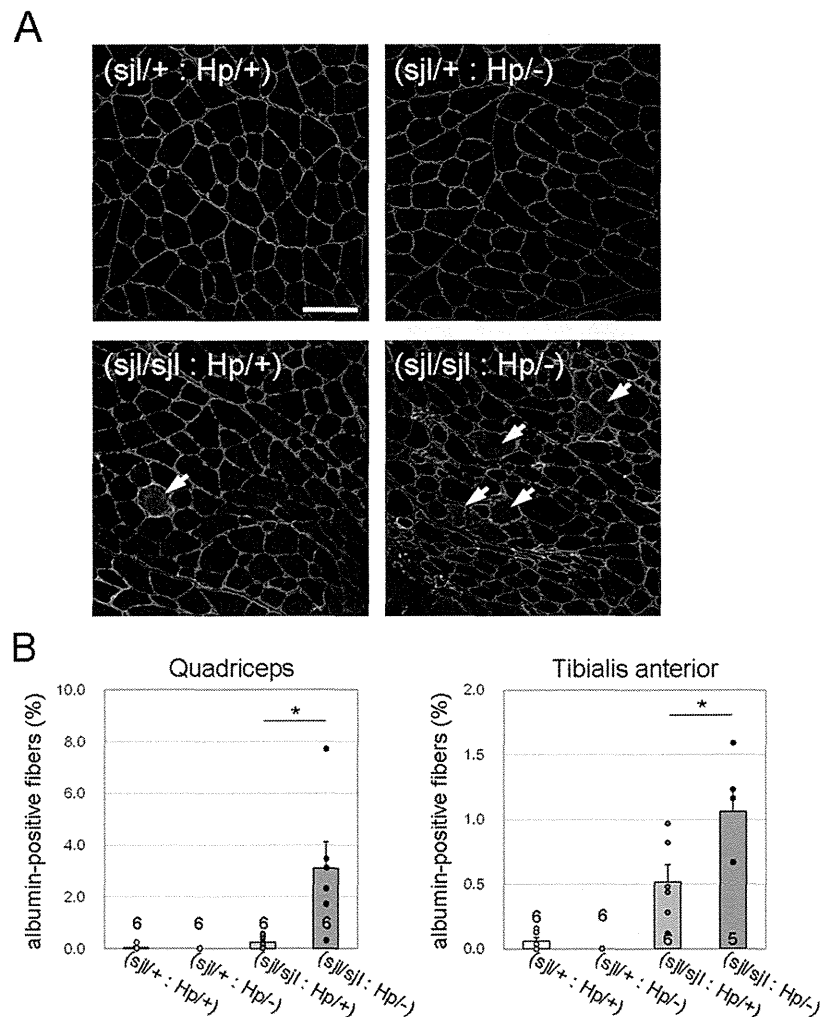 A
(sjl/+ : Hp/+)
(sjl/+ : Hp/-)
(sjl/sjl : Hp/+)
(sjl/sjl : Hp/-)
B
Quadriceps
albumin-positive fibers (%)
10.0
8.0
6.0
4.0
2.0
0.0
*
6
6
6
6
(sjl/+ : Hp/+)
(sjl/+ : Hp/-)
(sjl/sjl : Hp/+)
(sjl/sjl : Hp/-)
Tibialis anterior
albumin-positive fibers (%)
2.0
1.5
1.0
0.5
0.0
*
6
6
6
5
(sjl/+ : Hp/+)
(sjl/+ : Hp/-)
(sjl/sjl : Hp/+)
(sjl/sjl : Hp/-)